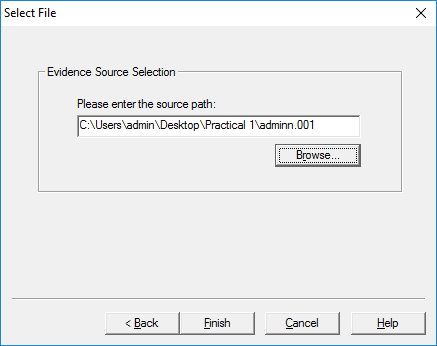 Select File
Evidence Source Selection
Please enter the source path:
C:\Users\admin\Desktop\Practical 1\adminn.001
Browse...
< Back Finish Cancel Help